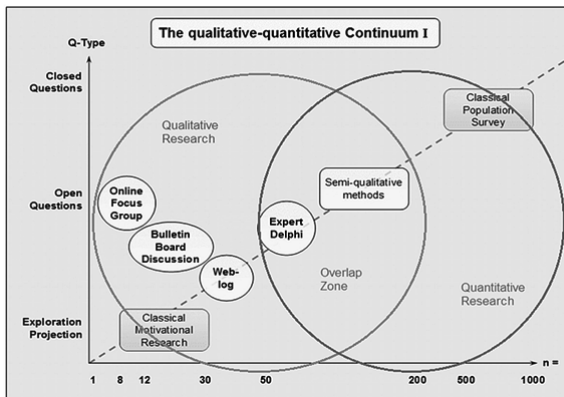 The qualitative-quantitative Continuum I
Q-Type
Closed
Questions
Classical
Population
Survey
Qualitative
Research
Semi-qualitative
methods
Open
Questions
Online
Focus
Group
Expert
Delphi
Bulletin
Board
Discussion
Web-
log
Overlap
Zone
Quantitative
Research
Exploration
Projection
Classical
Motivational
Research
n =
1 8 12 30 50 200 500 1000